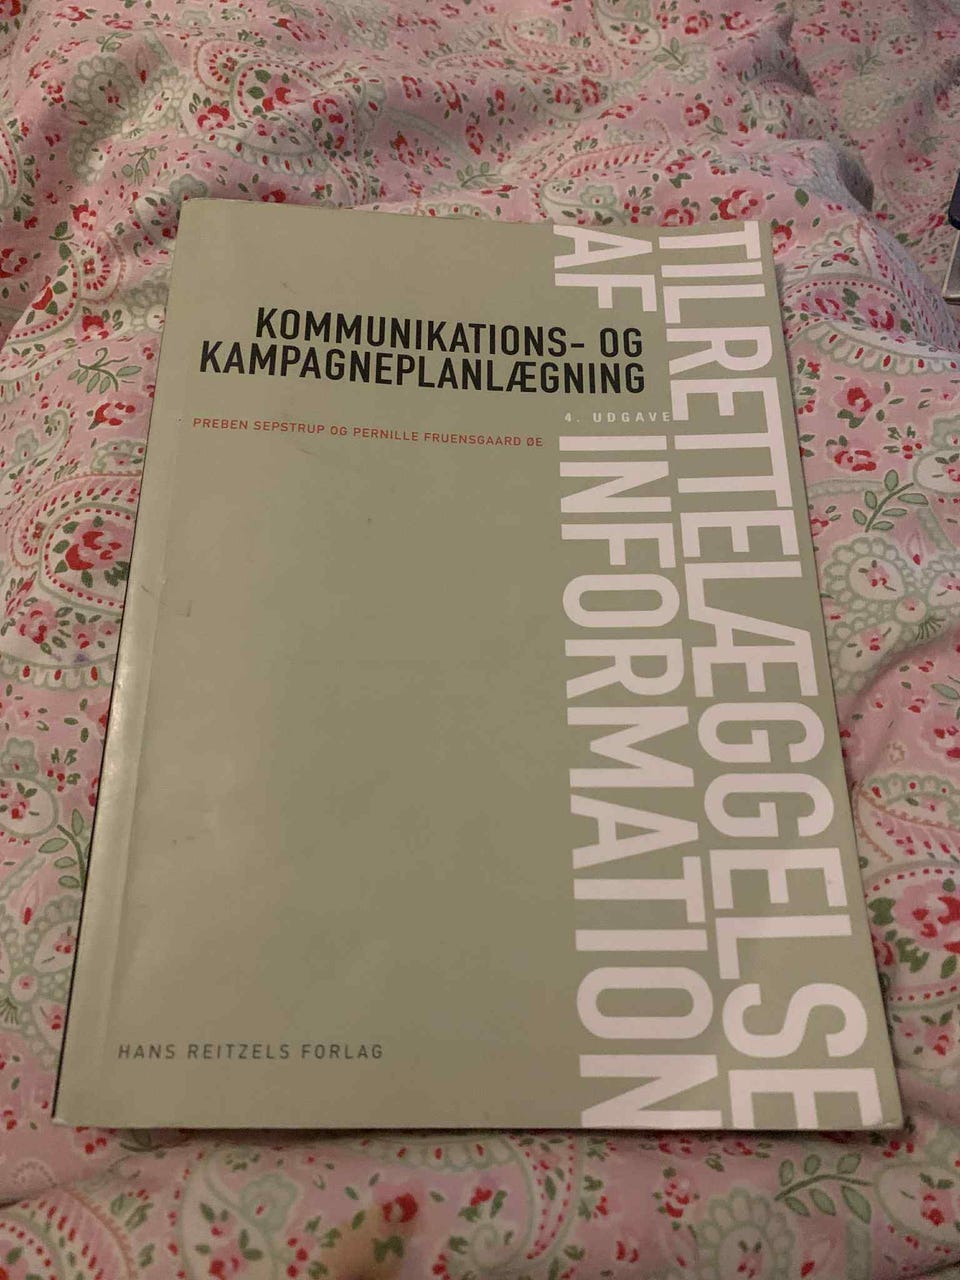 TILRETTELÆGGELSE
AF INFORMATION
KOMMUNIKATIONS- OG
KAMPAGNEPLANLÆGNING
4. UDGAVE
PREBEN SEPSTRUP OG PERNILLE FRUENSGAARD ØE
HANS REITZELS FORLAG